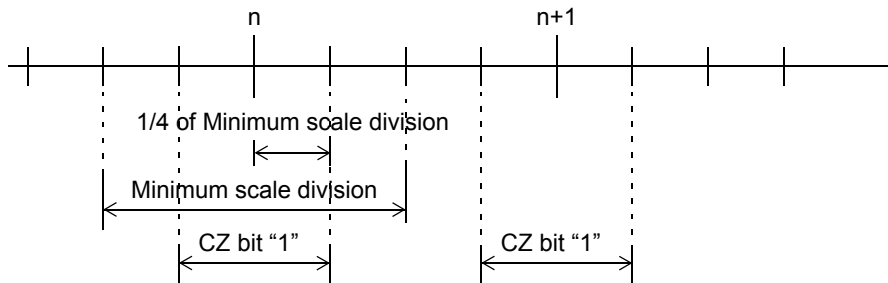 n
n+1
1/4 of Minimum scale division
Minimum scale division
CZ bit “1”
CZ bit “1”